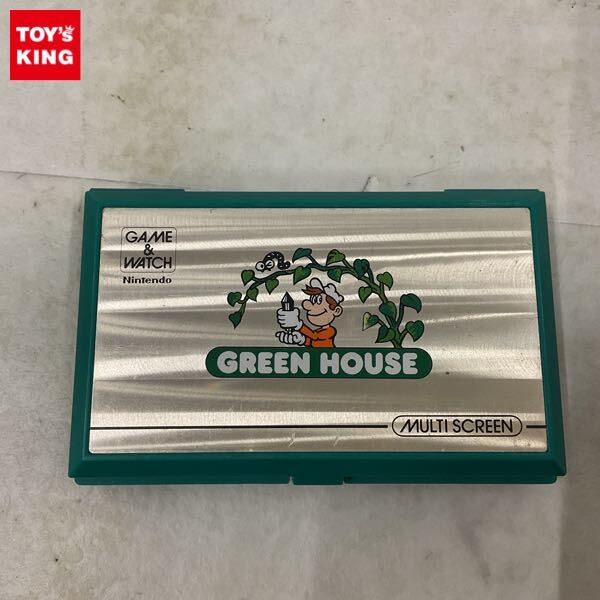 TOY's
KING
GAME
&
WATCH
Nintendo
GREEN HOUSE
MULTI SCREEN